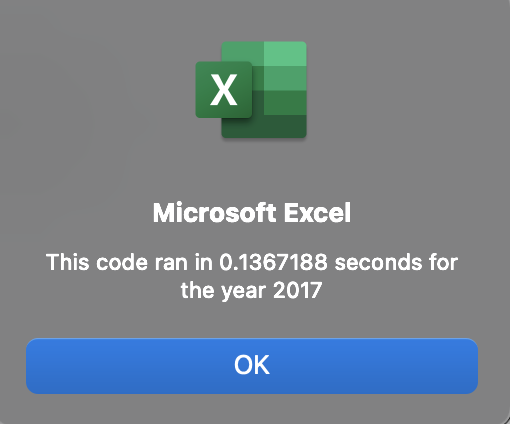 X
Microsoft Excel
This code ran in 0.1367188 seconds for
the year 2017
OK